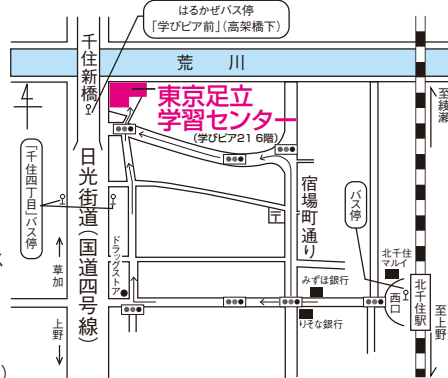 はるかぜバス停
「学びピア前」(高架橋下)
荒川
千住新橋
東京足立
学習センター
(学びピア21 6階)
至綾瀬
「千住四丁目」バス停
日光街道(国道四号線)
宿場町通り
バス停
〒
ドラッグストア
北千住
マルイ
草加
みずほ銀行
西口
北千住駅
上野
りそな銀行
至上野